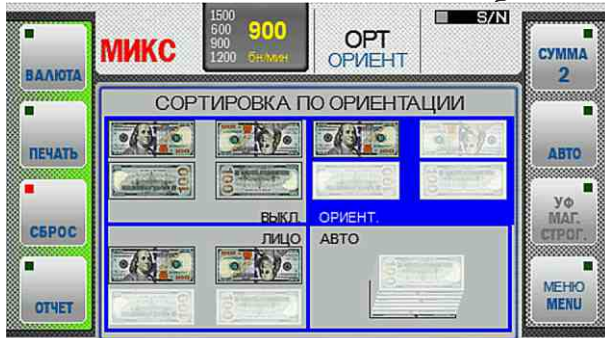 ВАЛЮТА
ПЕЧАТЬ
СБРОС
ОТЧЕТ
МИКС
1500
600
900
1200
900
бн/мин
ОРТ
ОРИЕНТ
S/N
СОРТИРОВКА ПО ОРИЕНТАЦИИ
ВЫКЛ
ОРИЕНТ.
ЛИЦО
АВТО
СУММА
2
АВТО
УФ
МАГ.
СТРОГ.
МЕНЮ
MENU